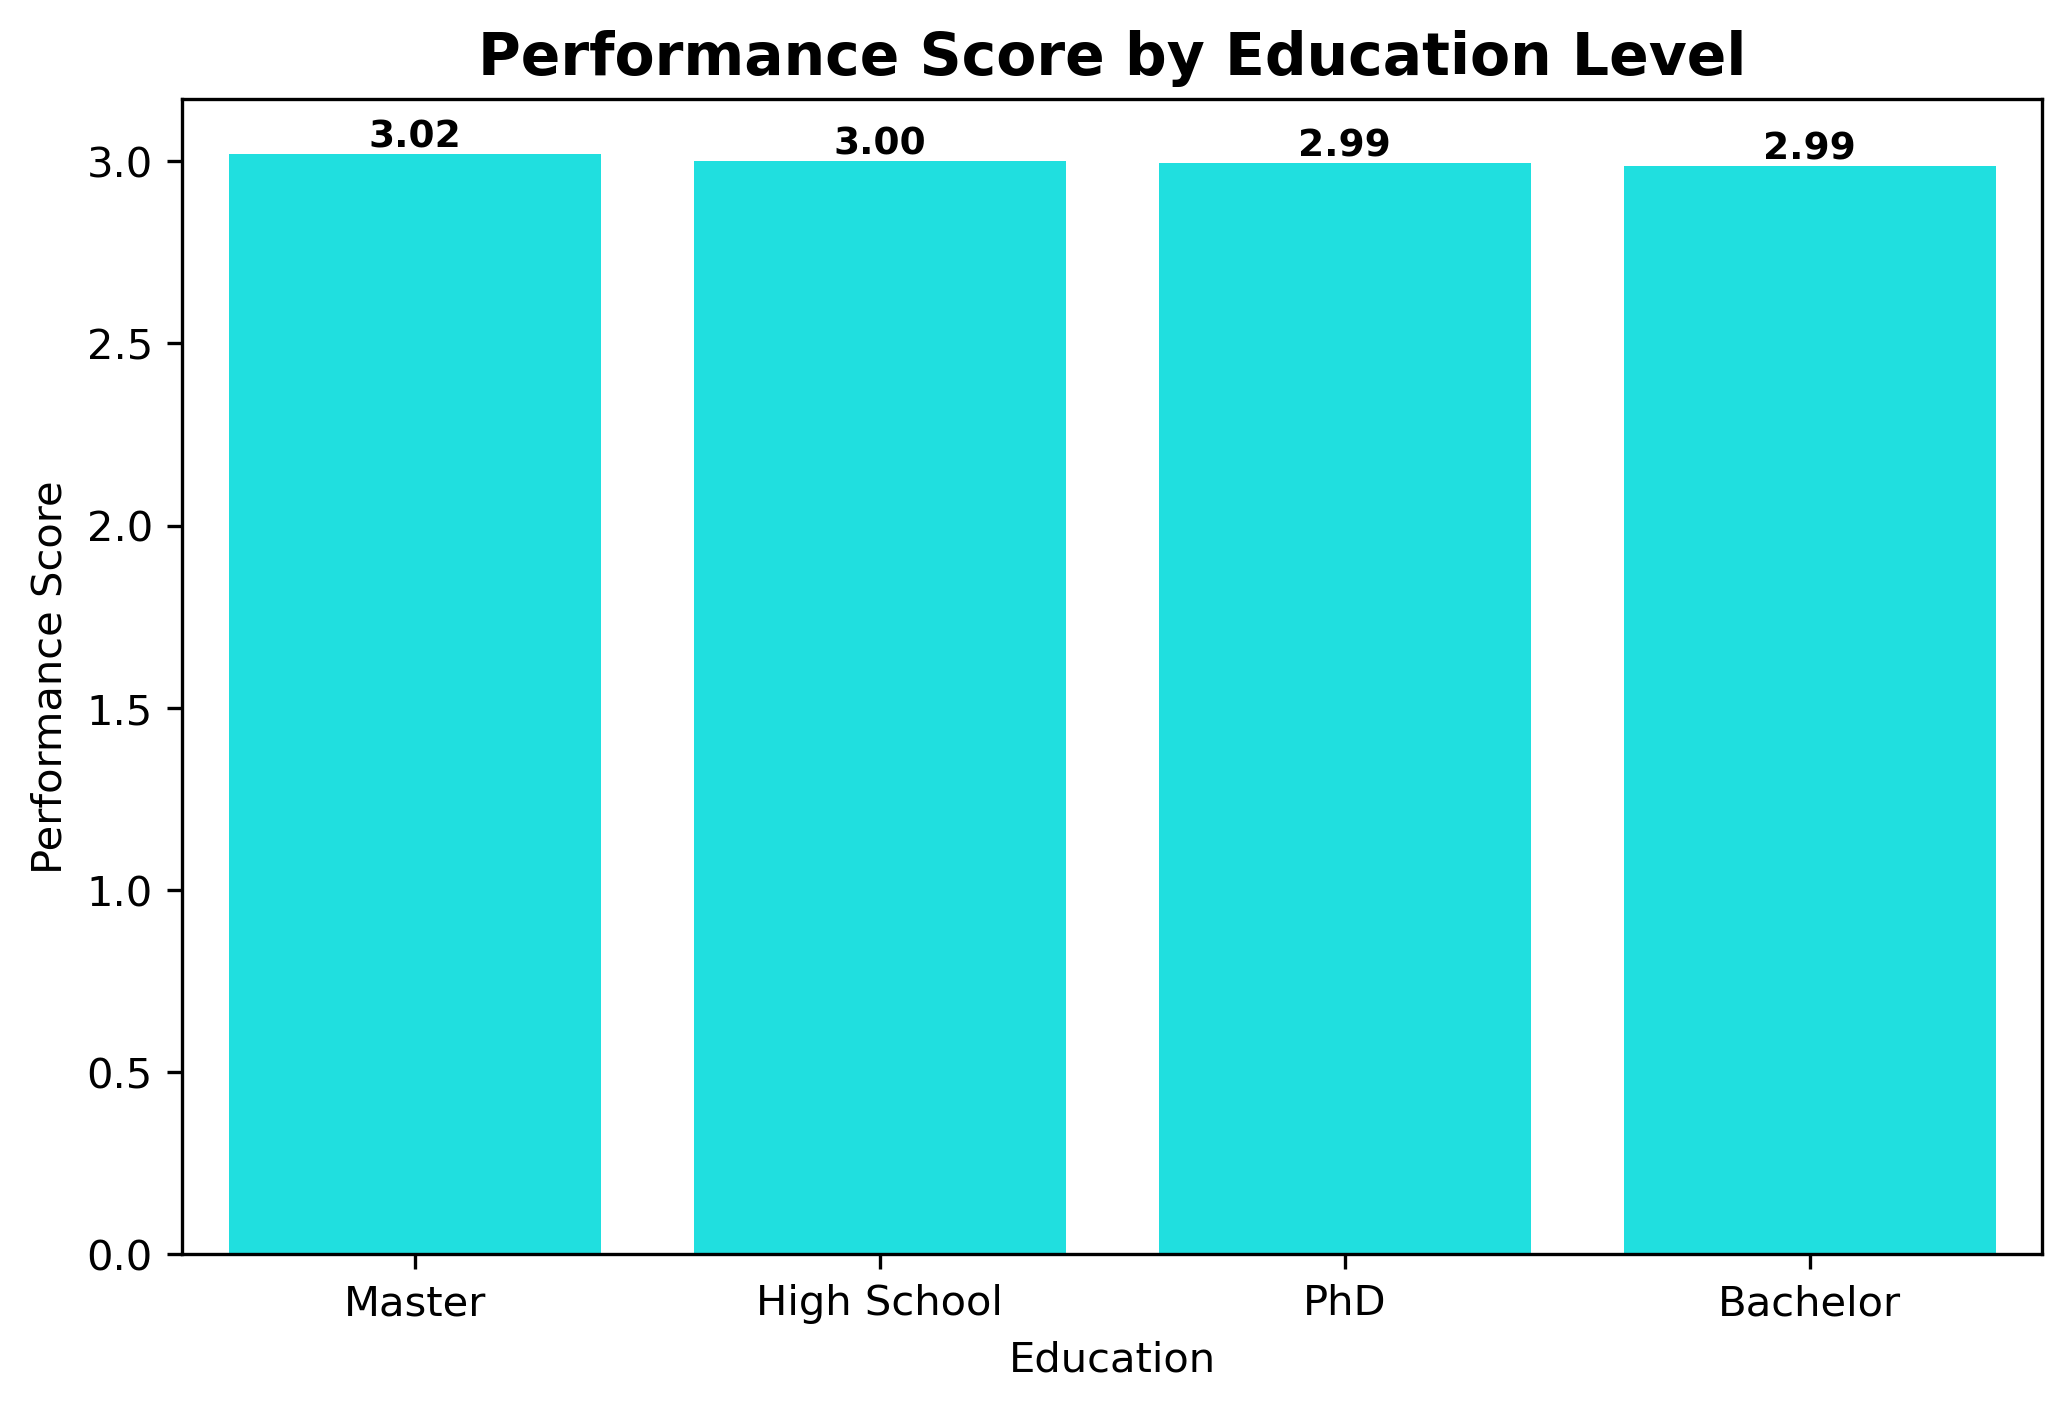 Performance Score by Education Level
3.02 3.00 2.99 2.99
3.0
2.5
2.0
1.5
1.0
0.5
0.0
Performance Score
Master High School PhD Bachelor
Education